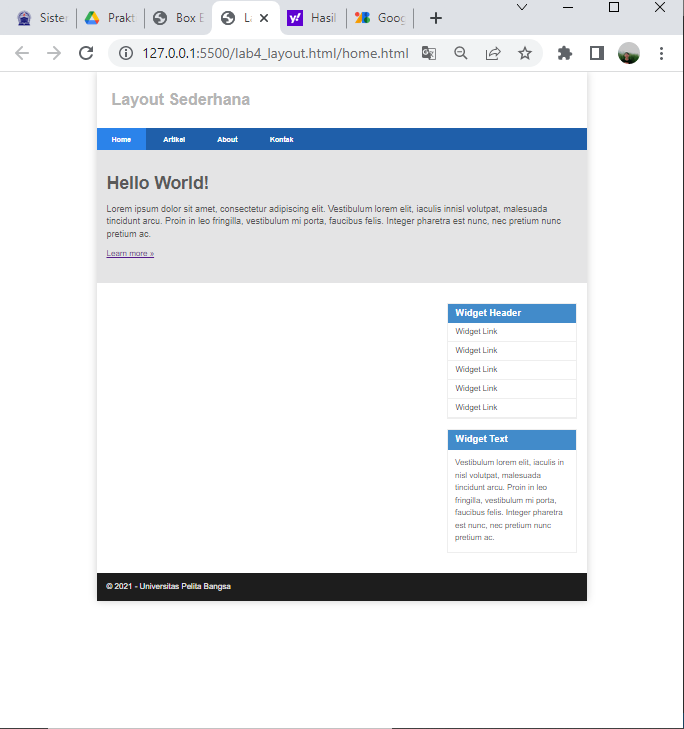 Sister
Prakt
Box E
La
Hasil
Goog
127.0.0.1:5500/lab4_layout.html/home.html
Layout Sederhana
Home Artikel About Kontak
Hello World!
Lorem ipsum dolor sit amet, consectetur adipiscing elit. Vestibulum lorem elit, iaculis innisl volutpat, malesuada
tincidunt arcu. Proin in leo fringilla, vestibulum mi porta, faucibus felis. Integer pharetra est nunc, nec pretium nunc
pretium ac.
Learn more »
Widget Header
Widget Link
Widget Link
Widget Link
Widget Link
Widget Link
Widget Text
Vestibulum lorem elit, iaculis in
nisl volutpat, malesuada
tincidunt arcu. Proin in leo
fringilla, vestibulum mi porta,
faucibus felis. Integer pharetra
est nunc, nec pretium nunc
pretium ac.
© 2021 - Universitas Pelita Bangsa